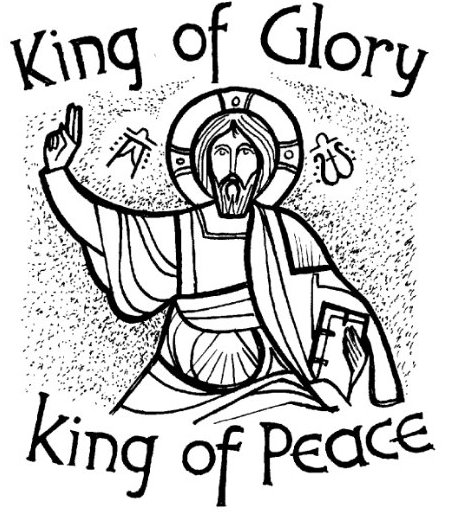 King of Glory
Α ω
King of Peace